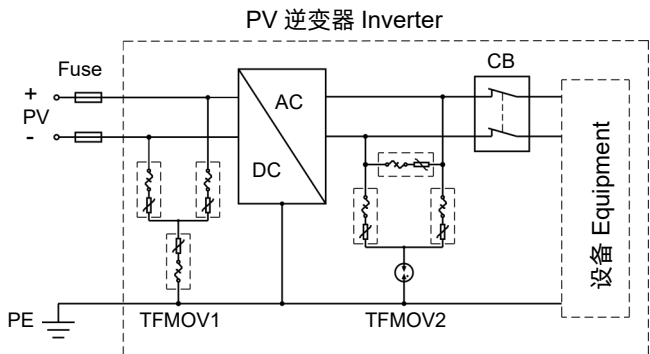 PV 逆变器 Inverter
Fuse
CB
+
PV
-
AC
DC
设备 Equipment
PE
TFMOV1
TFMOV2